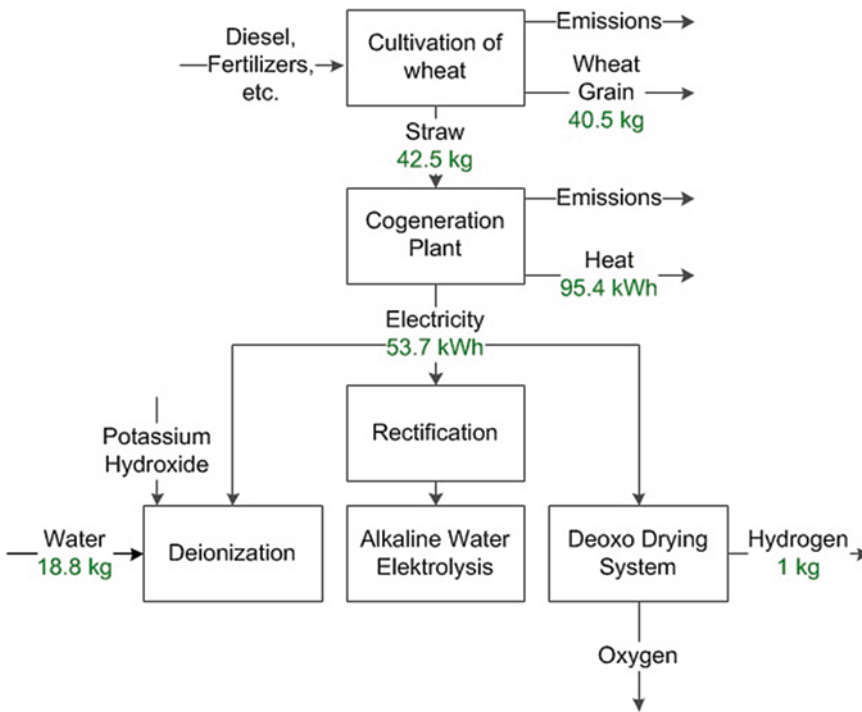 Emissions
Diesel,
Fertilizers,
etc.
Cultivation of
wheat
Wheat
Grain
40.5 kg
Straw
42.5 kg
Emissions
Cogeneration
Plant
Heat
95.4 kWh
Electricity
53.7 kWh
Potassium
Hydroxide
Rectification
Water
18.8 kg
Deionization
Alkaline Water
Elektrolysis
Deoxo Drying
System
Hydrogen
1 kg
Oxygen